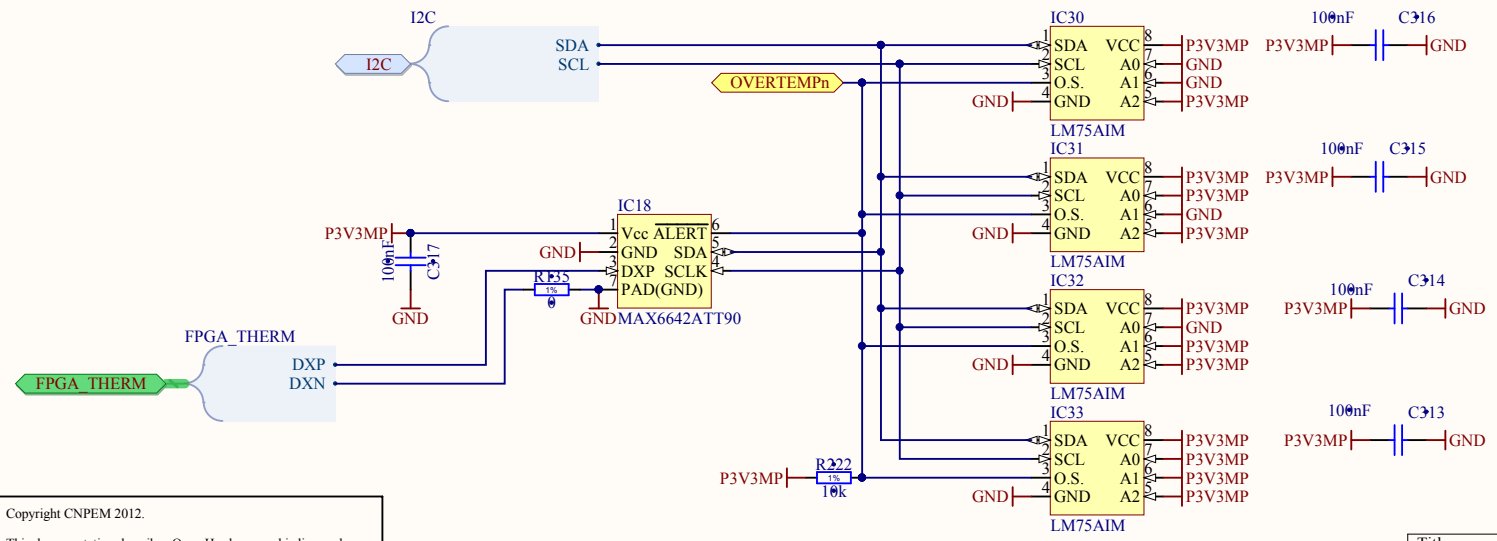 I2C
I2C
SDA
SCL
OVERTEMPn
IC30
1 SDA VCC 8 P3V3MP
2 SCL A0 7 GND
3 O.S. A1 6 GND
GND 4 GND A2 5 P3V3MP
LM75AIM
100nF C316
P3V3MP GND
IC31
1 SDA VCC 8 P3V3MP
2 SCL A0 7 P3V3MP
3 O.S. A1 6 GND
GND 4 GND A2 5 P3V3MP
LM75AIM
100nF C315
P3V3MP GND
IC18
P3V3MP 1 Vcc ALERT 6
GND 2 GND SDA 5
3 DXP SCLK 4
7 PAD(GND)
GND MAX6642ATT90
100nF C317
GND
R135
1%
0
IC32
1 SDA VCC 8 P3V3MP
2 SCL A0 7 GND
3 O.S. A1 6 P3V3MP
GND 4 GND A2 5 P3V3MP
LM75AIM
100nF C314
P3V3MP GND
FPGA_THERM
FPGA_THERM
DXP
DXN
IC33
1 SDA VCC 8 P3V3MP
2 SCL A0 7 P3V3MP
3 O.S. A1 6 P3V3MP
GND 4 GND A2 5 P3V3MP
LM75AIM
100nF C313
P3V3MP GND
R222
P3V3MP 1%
10k
Copyright CNPEM 2012.